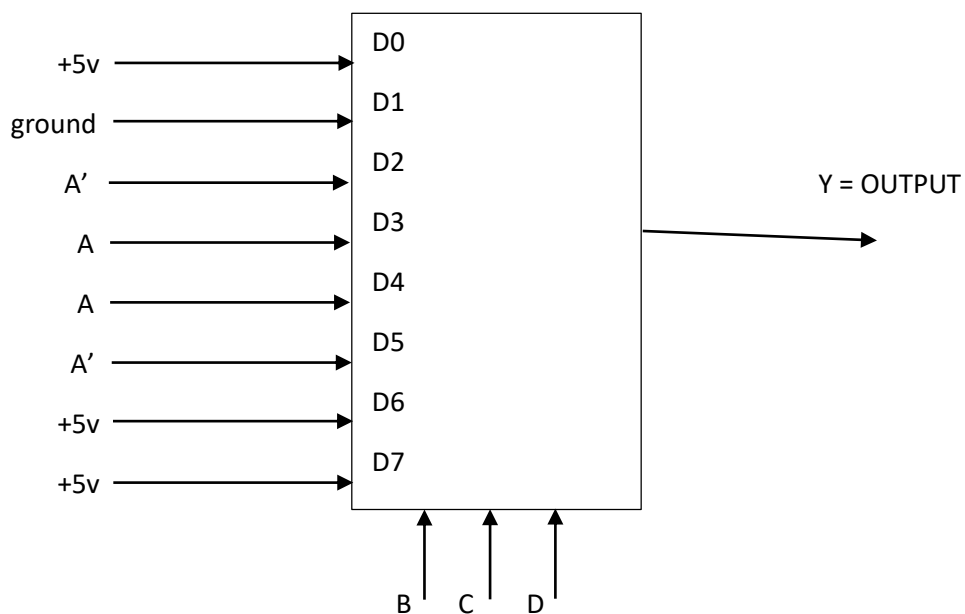 D0
+5v
D1
ground
D2
A’
Y = OUTPUT
D3
A
D4
A
D5
A’
D6
+5v
D7
+5v
B C D